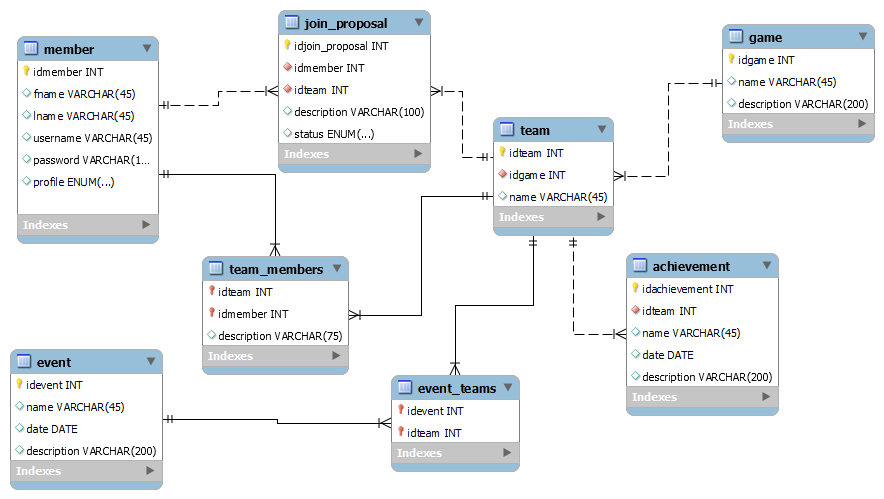 member
idmember INT
fname VARCHAR(45)
lname VARCHAR(45)
username VARCHAR(45)
password VARCHAR(1...
profile ENUM(...)
Indexes
join_proposal
idjoin_proposal INT
idmember INT
idteam INT
description VARCHAR(100)
status ENUM(...)
Indexes
game
idgame INT
name VARCHAR(45)
description VARCHAR(200)
Indexes
team
idteam INT
idgame INT
name VARCHAR(45)
Indexes
team_members
idteam INT
idmember INT
description VARCHAR(75)
Indexes
achievement
idachievement INT
idteam INT
name VARCHAR(45)
date DATE
description VARCHAR(200)
Indexes
event
idevent INT
name VARCHAR(45)
date DATE
description VARCHAR(200)
Indexes
event_teams
idevent INT
idteam INT
Indexes